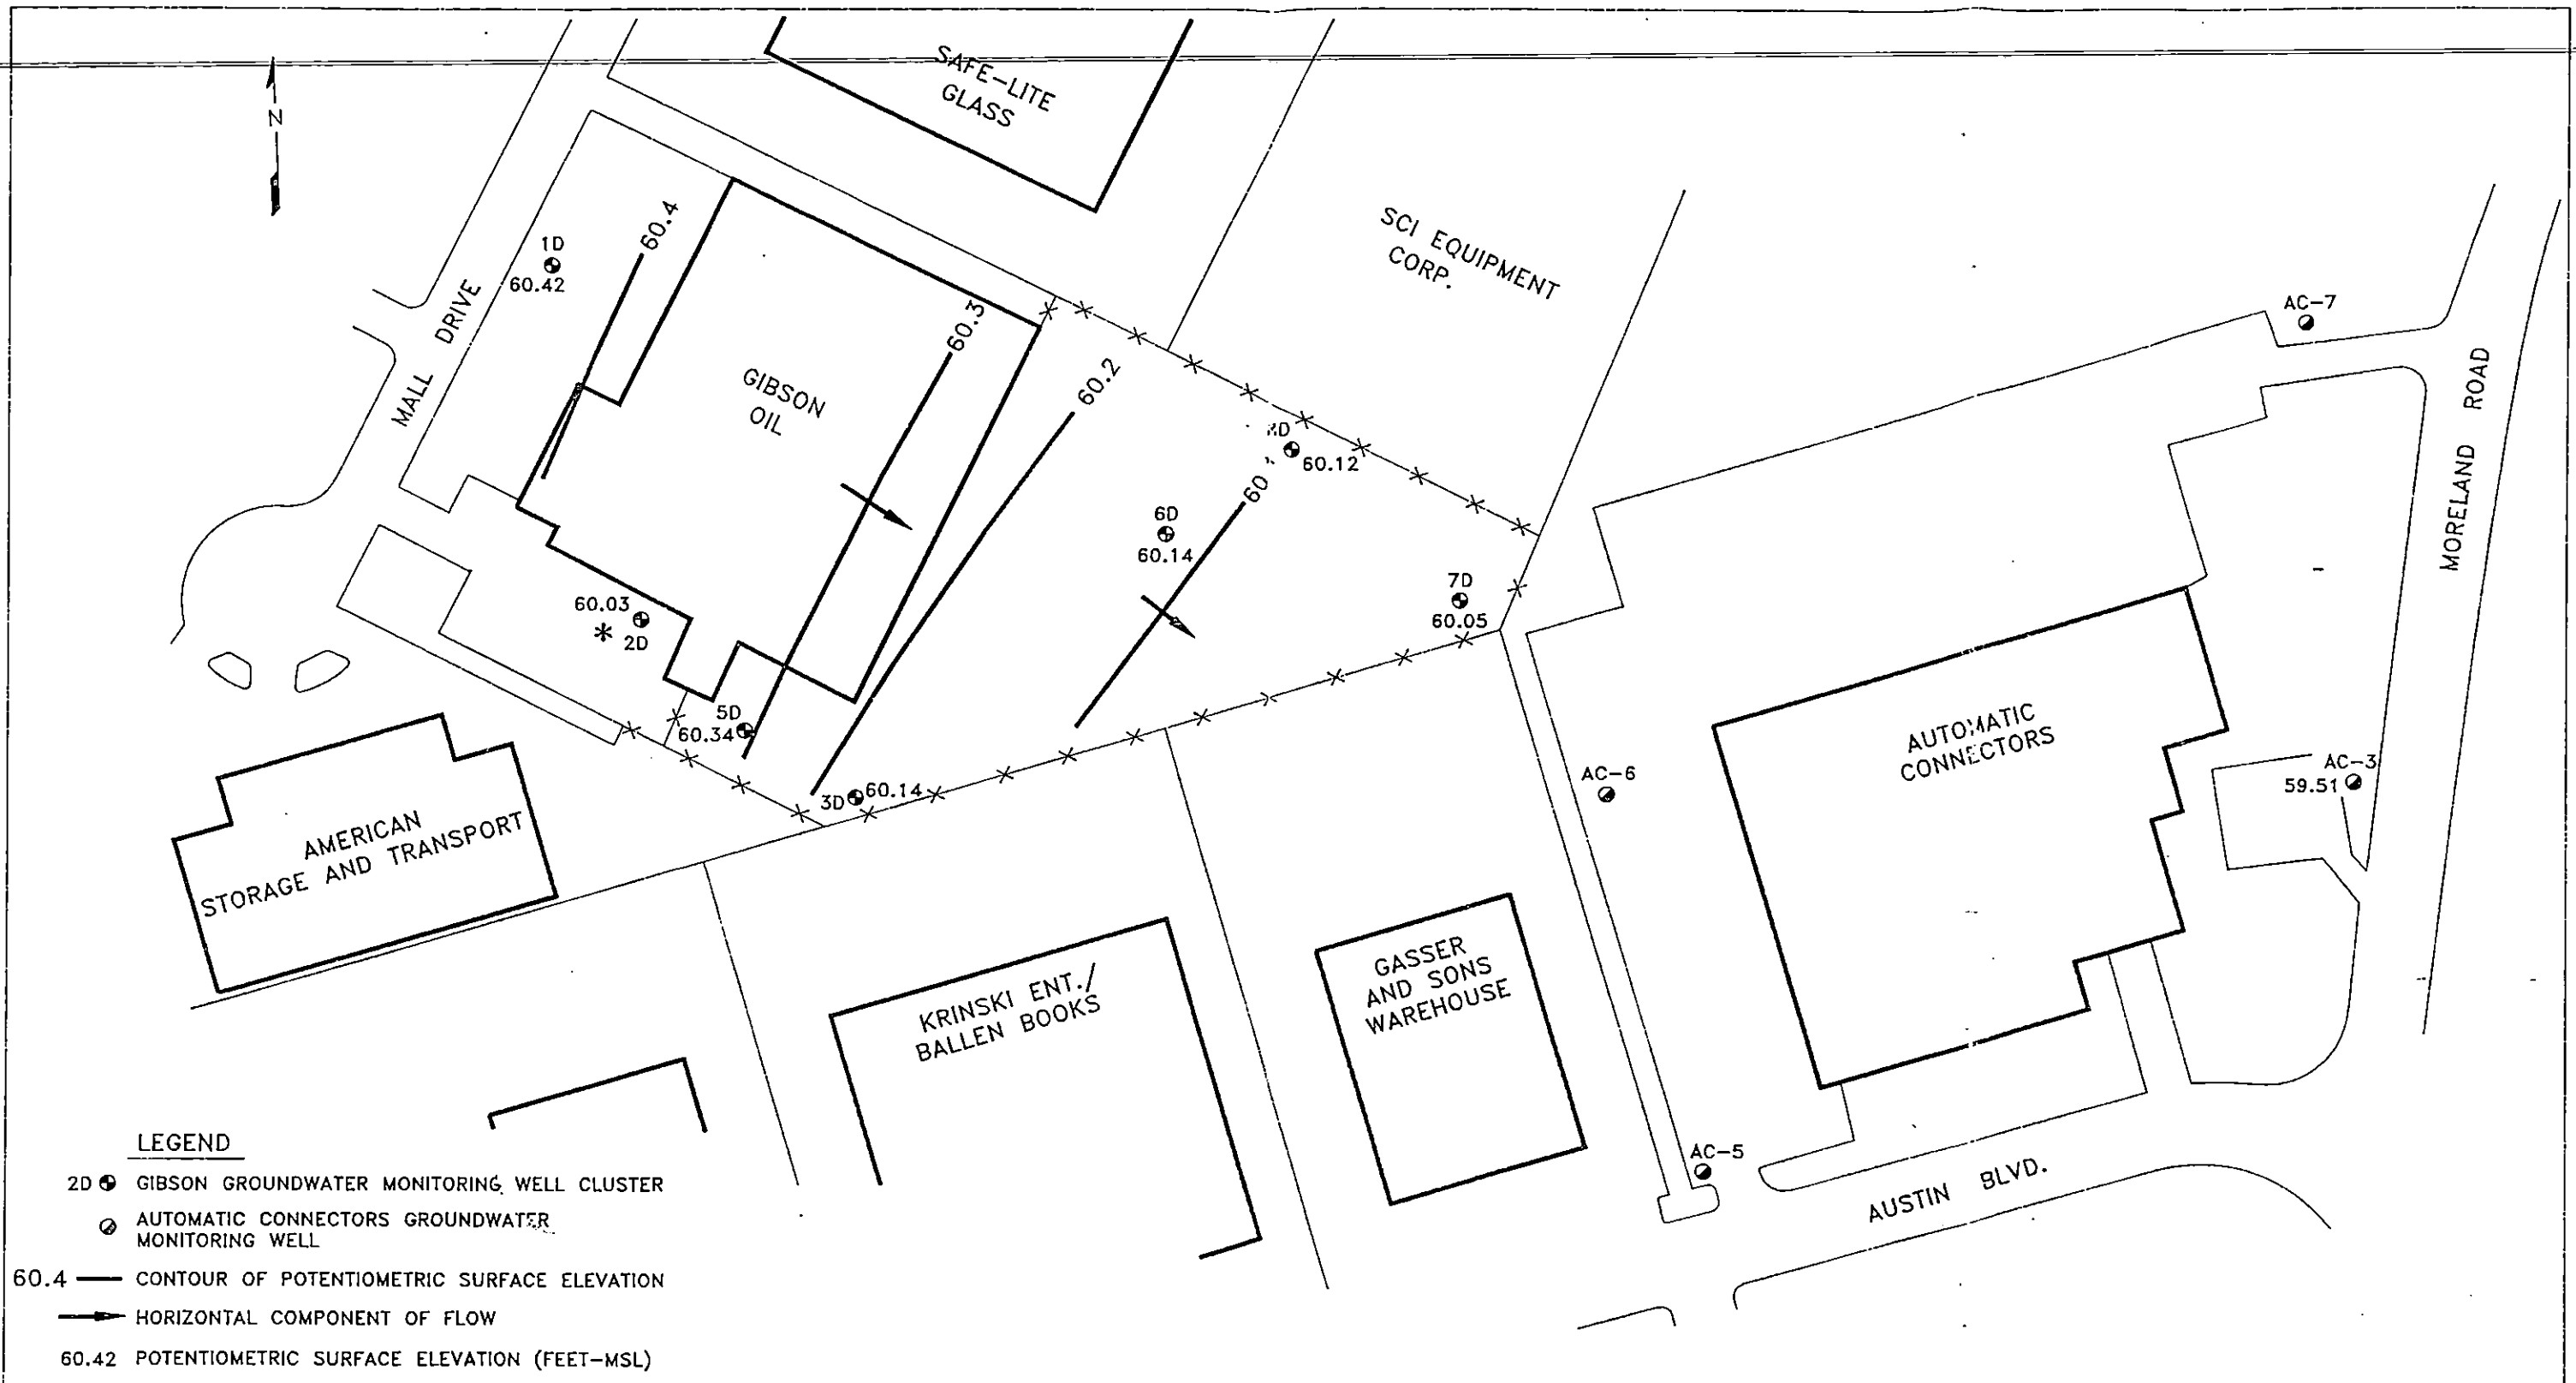 SAFE-LITE
GLASS
N
SCI EQUIPMENT
CORP.
60.4
1D
60.42
MALL DRIVE
60.3
60.2
GIBSON
OIL
AC-7
MORELAND ROAD
60.12
60
6D
60.14
7D
60.05
60.03
*
2D
5D
60.34
3D
60.14
AUTOMATIC
CONNECTORS
AC-6
AC-3
59.51
AMERICAN
STORAGE AND TRANSPORT
KRINSKI ENT./
BALLEN BOOKS
GASSER
AND SONS
WAREHOUSE
AC-5
AUSTIN BLVD.
LEGEND
2D GIBSON GROUNDWATER MONITORING WELL CLUSTER
AUTOMATIC CONNECTORS GROUNDWATER
MONITORING WELL
60.4 CONTOUR OF POTENTIOMETRIC SURFACE ELEVATION
HORIZONTAL COMPONENT OF FLOW
60.42 POTENTIOMETRIC SURFACE ELEVATION (FEET-MSL)